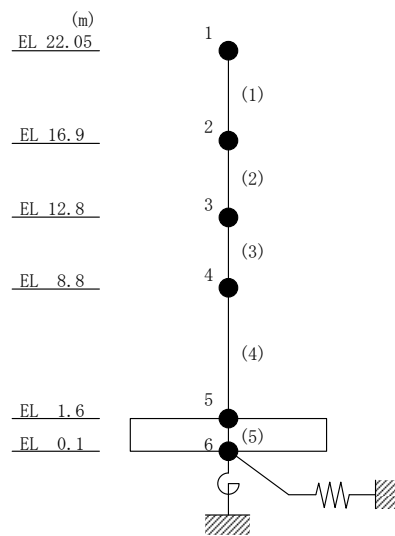 (m)
1
EL 22.05
(1)
2
EL 16.9
(2)
3
EL 12.8
(3)
4
EL 8.8
(4)
5
EL 1.6
(5)
6
EL 0.1